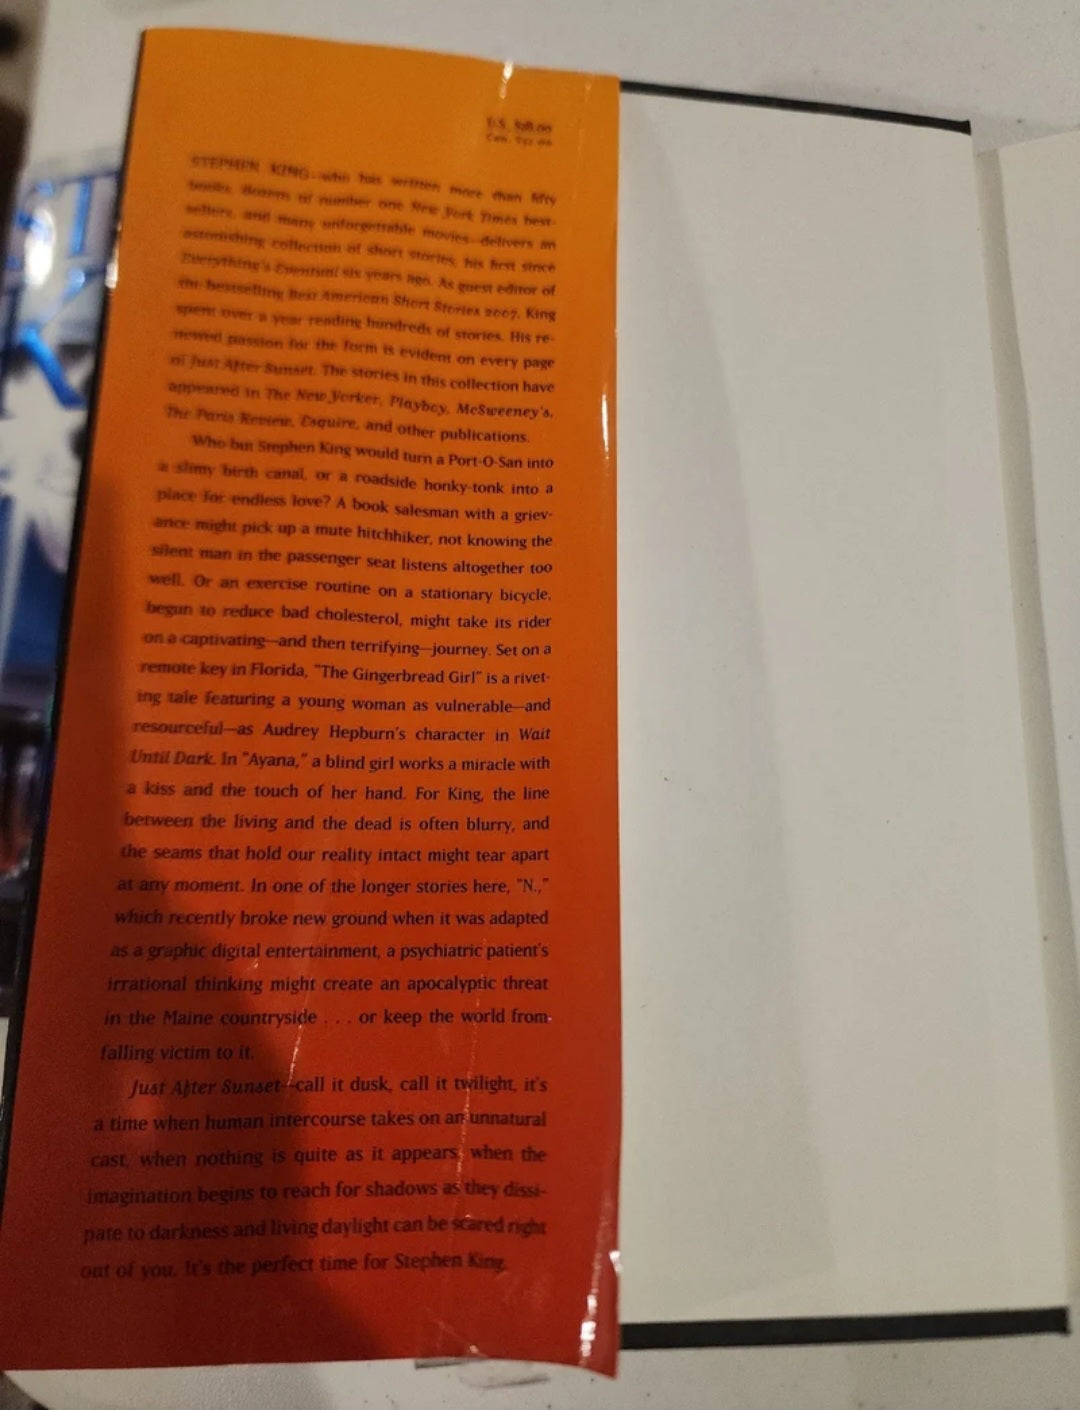 ST
K
U.S. $28.00
Can.
STEPHEN KING—who has written more than fifty
books, dozens of number one New York Times best-
sellers, and many unforgettable movies—delivers an
astonishing collection of short stories, his first since
Everything's Eventual six years ago. As guest editor of
the bestselling Best American Short Stories 2007, King
spent over a year reading hundreds of stories. His re-
newed passion for the form is evident on every page
of Just After Sunset. The stories in this collection have
appeared in The New Yorker, Playboy, McSweeney's,
The Paris Review, Esquire, and other publications.
Who but Stephen King would turn a Port-O-San into
a slimy birth canal, or a roadside honky-tonk into a
place for endless love? A book salesman with a griev-
ance might pick up a mute hitchhiker, not knowing the
silent man in the passenger seat listens altogether too
well. Or an exercise routine on a stationary bicycle,
begun to reduce bad cholesterol, might take its rider
on a captivating—and then terrifying—journey. Set on a
remote key in Florida, "The Gingerbread Girl" is a rivet-
ing tale featuring a young woman as vulnerable—and
resourceful—as Audrey Hepburn's character in Wait
Until Dark. In "Ayana," a blind girl works a miracle with
a kiss and the touch of her hand. For King, the line
between the living and the dead is often blurry, and
the seams that hold our reality intact might tear apart
at any moment. In one of the longer stories here, "N.,"
which recently broke new ground when it was adapted
as a graphic digital entertainment, a psychiatric patient's
irrational thinking might create an apocalyptic threat
in the Maine countryside . . . or keep the world from
falling victim to it.
Just After Sunset—call it dusk, call it twilight, it's
a time when human intercourse takes on an unnatural
cast, when nothing is quite as it appears, when the
imagination begins to reach for shadows as they dissi-
pate to darkness and living daylight can be scared right
out of you. It's the perfect time for Stephen King.